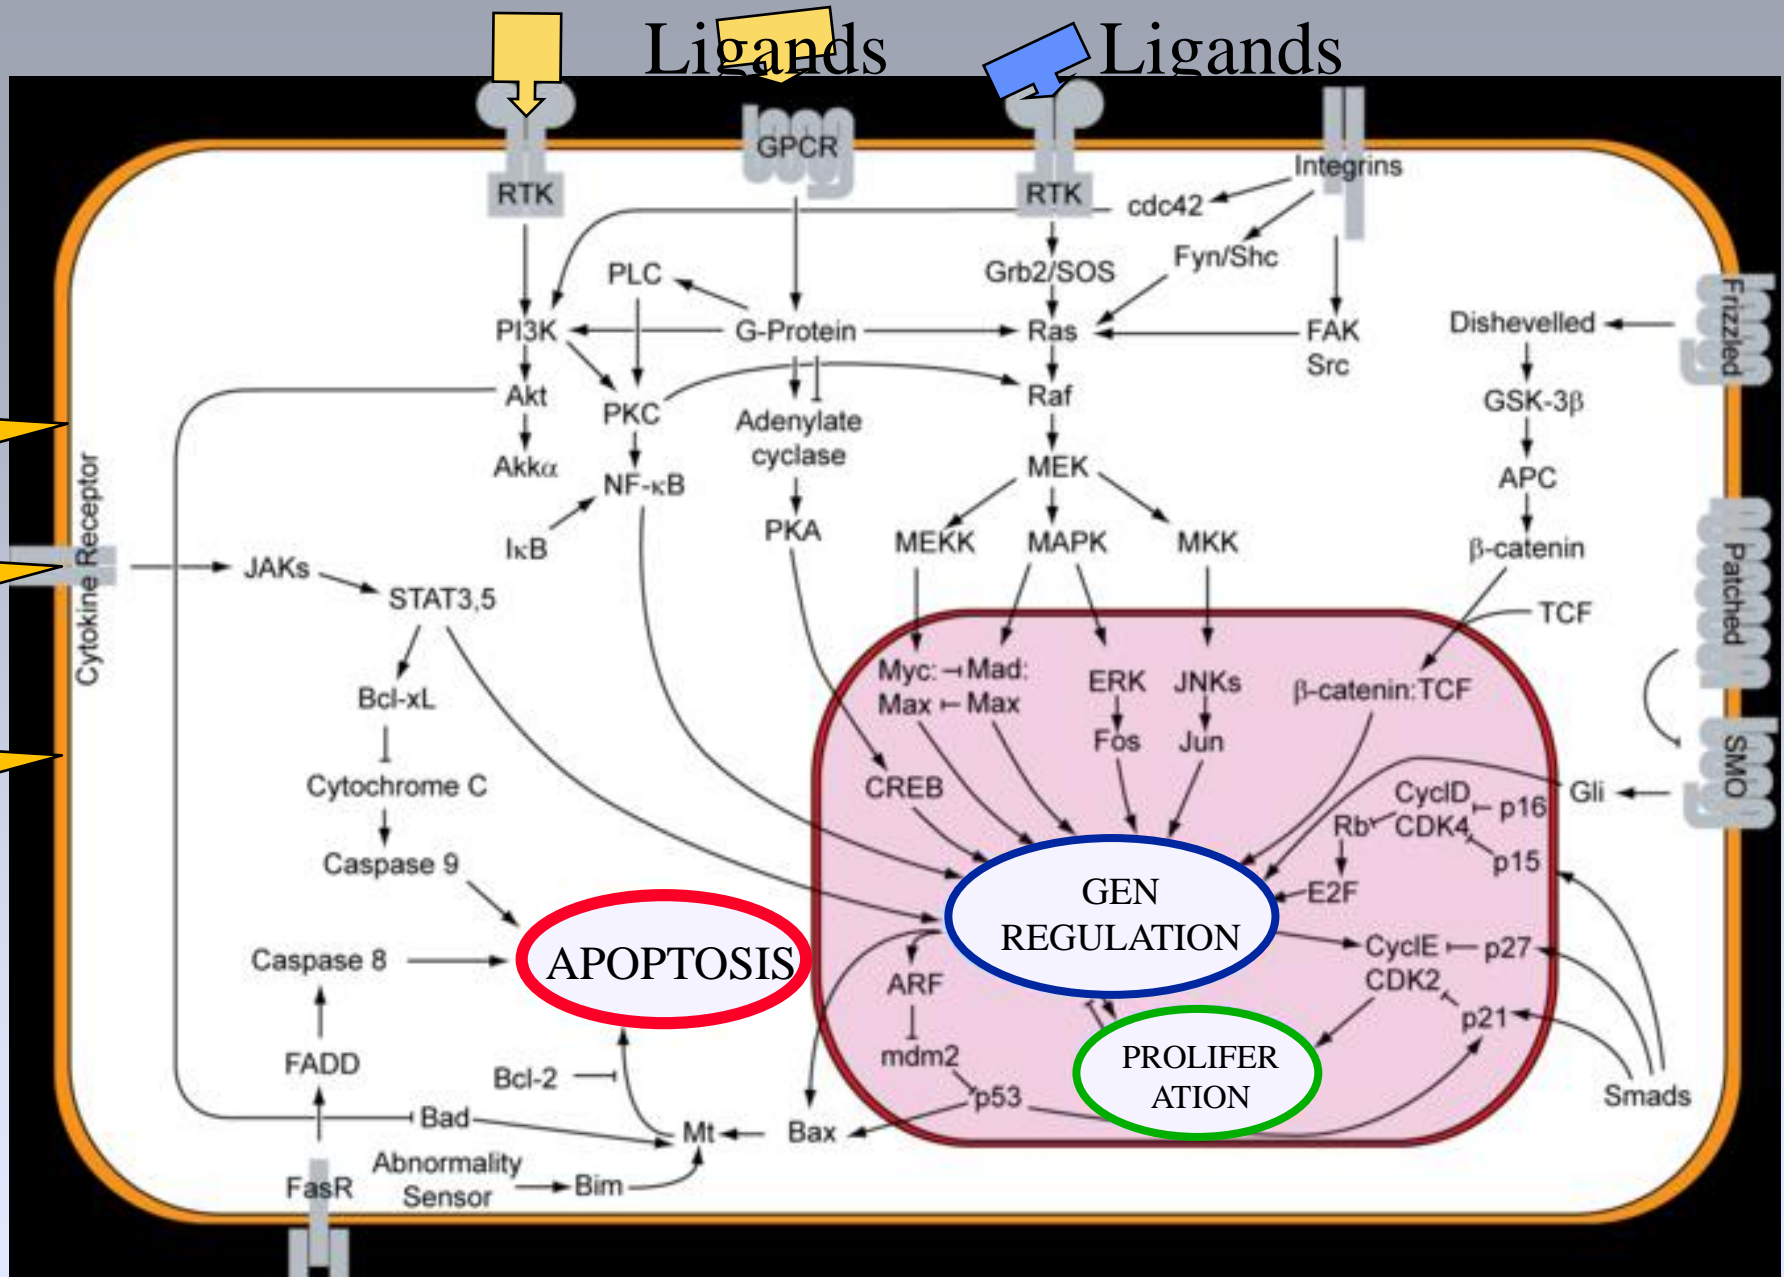 Ligands
Ligands
GPCR
Integrins
RTK
RTK
cdc42
Fyn/Shc
PLC
Grb2/SOS
Frizzled
PI3K
G-Protein
Ras
FAK
Src
Dishevelled
Akt
PKC
Raf
GSK-3β
Adenylate
cyclase
Akkα
NF-κB
MEK
APC
IκB
PKA
MEKK
MAPK
MKK
β-catenin
Cytokine Receptor
JAKs
STAT3,5
TCF
Patched
Bcl-xL
Myc:
Mad:
Max
Max
ERK
JNKs
β-catenin:TCF
Fos
Jun
SMO
Cytochrome C
CREB
CyclD
p16
Gli
Rb
CDK4
Caspase 9
p15
GEN
REGULATION
E2F
Caspase 8
APOPTOSIS
CyclE
p27
CDK2
ARF
p21
FADD
Bcl-2
mdm2
PROLIFER
ATION
p53
Smads
Bad
Mt
Bax
Abnormality
Sensor
Bim
FasR